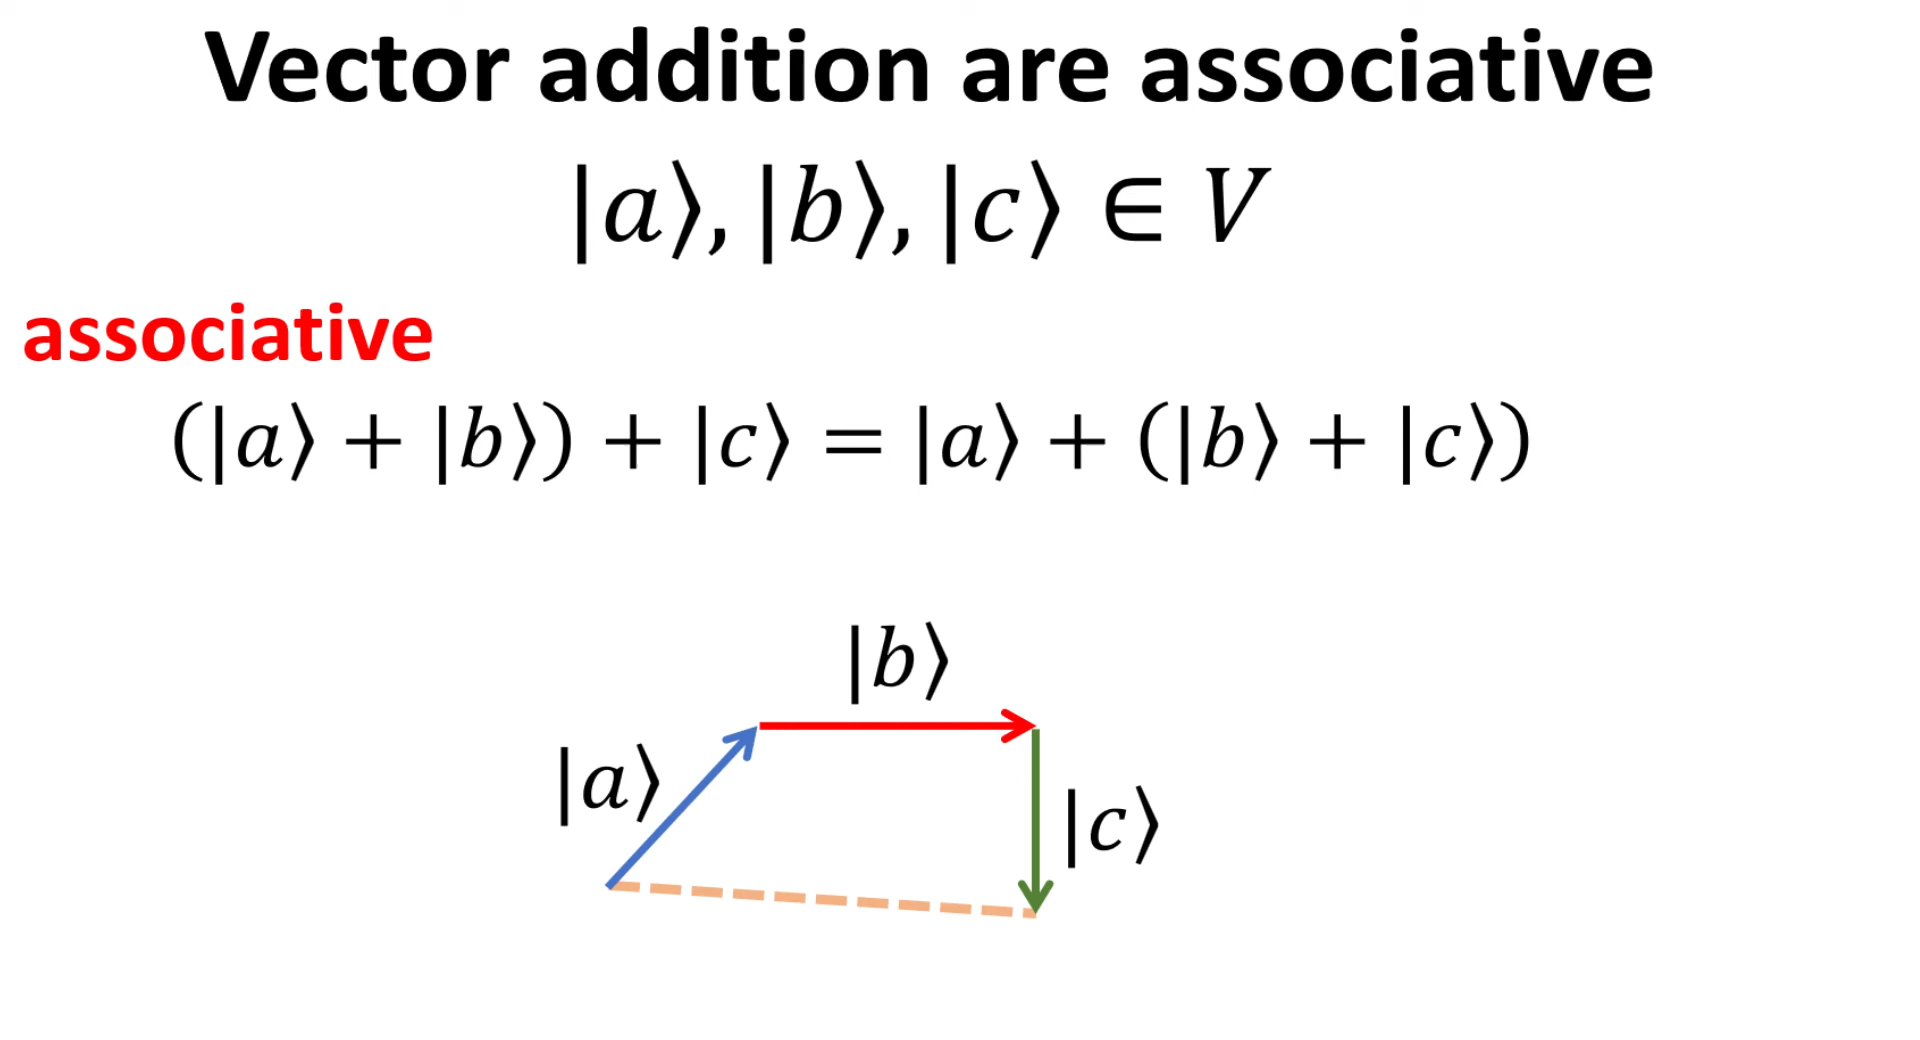 Vector addition are associative
|a⟩, |b⟩, |c⟩ ∈ V
associative
(|a⟩ + |b⟩) + |c⟩ = |a⟩ + (|b⟩ + |c⟩)
|b⟩
|a⟩
|c⟩